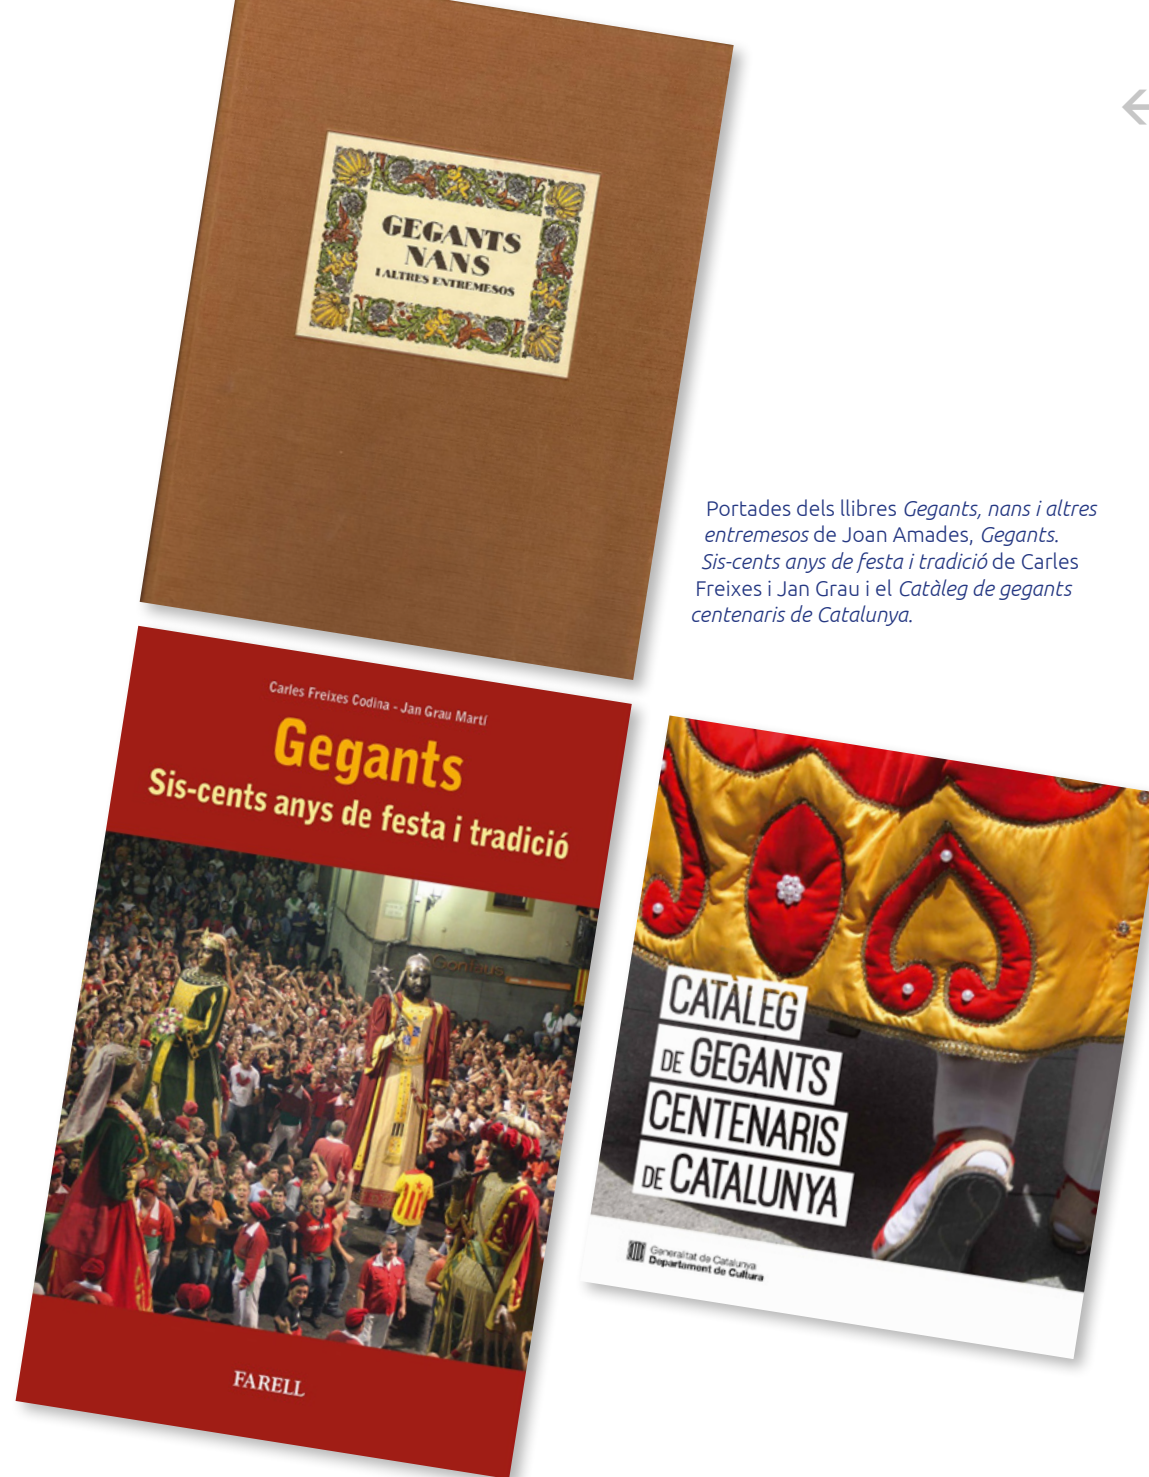 GEGANTS
NANS
I ALTRES ENTREMESOS
Portades dels llibres Gegants, nans i altres
entremesos de Joan Amades, Gegants.
Sis-cents anys de festa i tradició de Carles
Freixes i Jan Grau i el Catàleg de gegants
centenaris de Catalunya.
Carles Freixes Codina - Jan Grau Martí
Gegants
Sis-cents anys de festa i tradició
FARELL
CATÀLEG
DE GEGANTS
CENTENARIS
DE CATALUNYA
Generalitat de Catalunya
Departament de Cultura